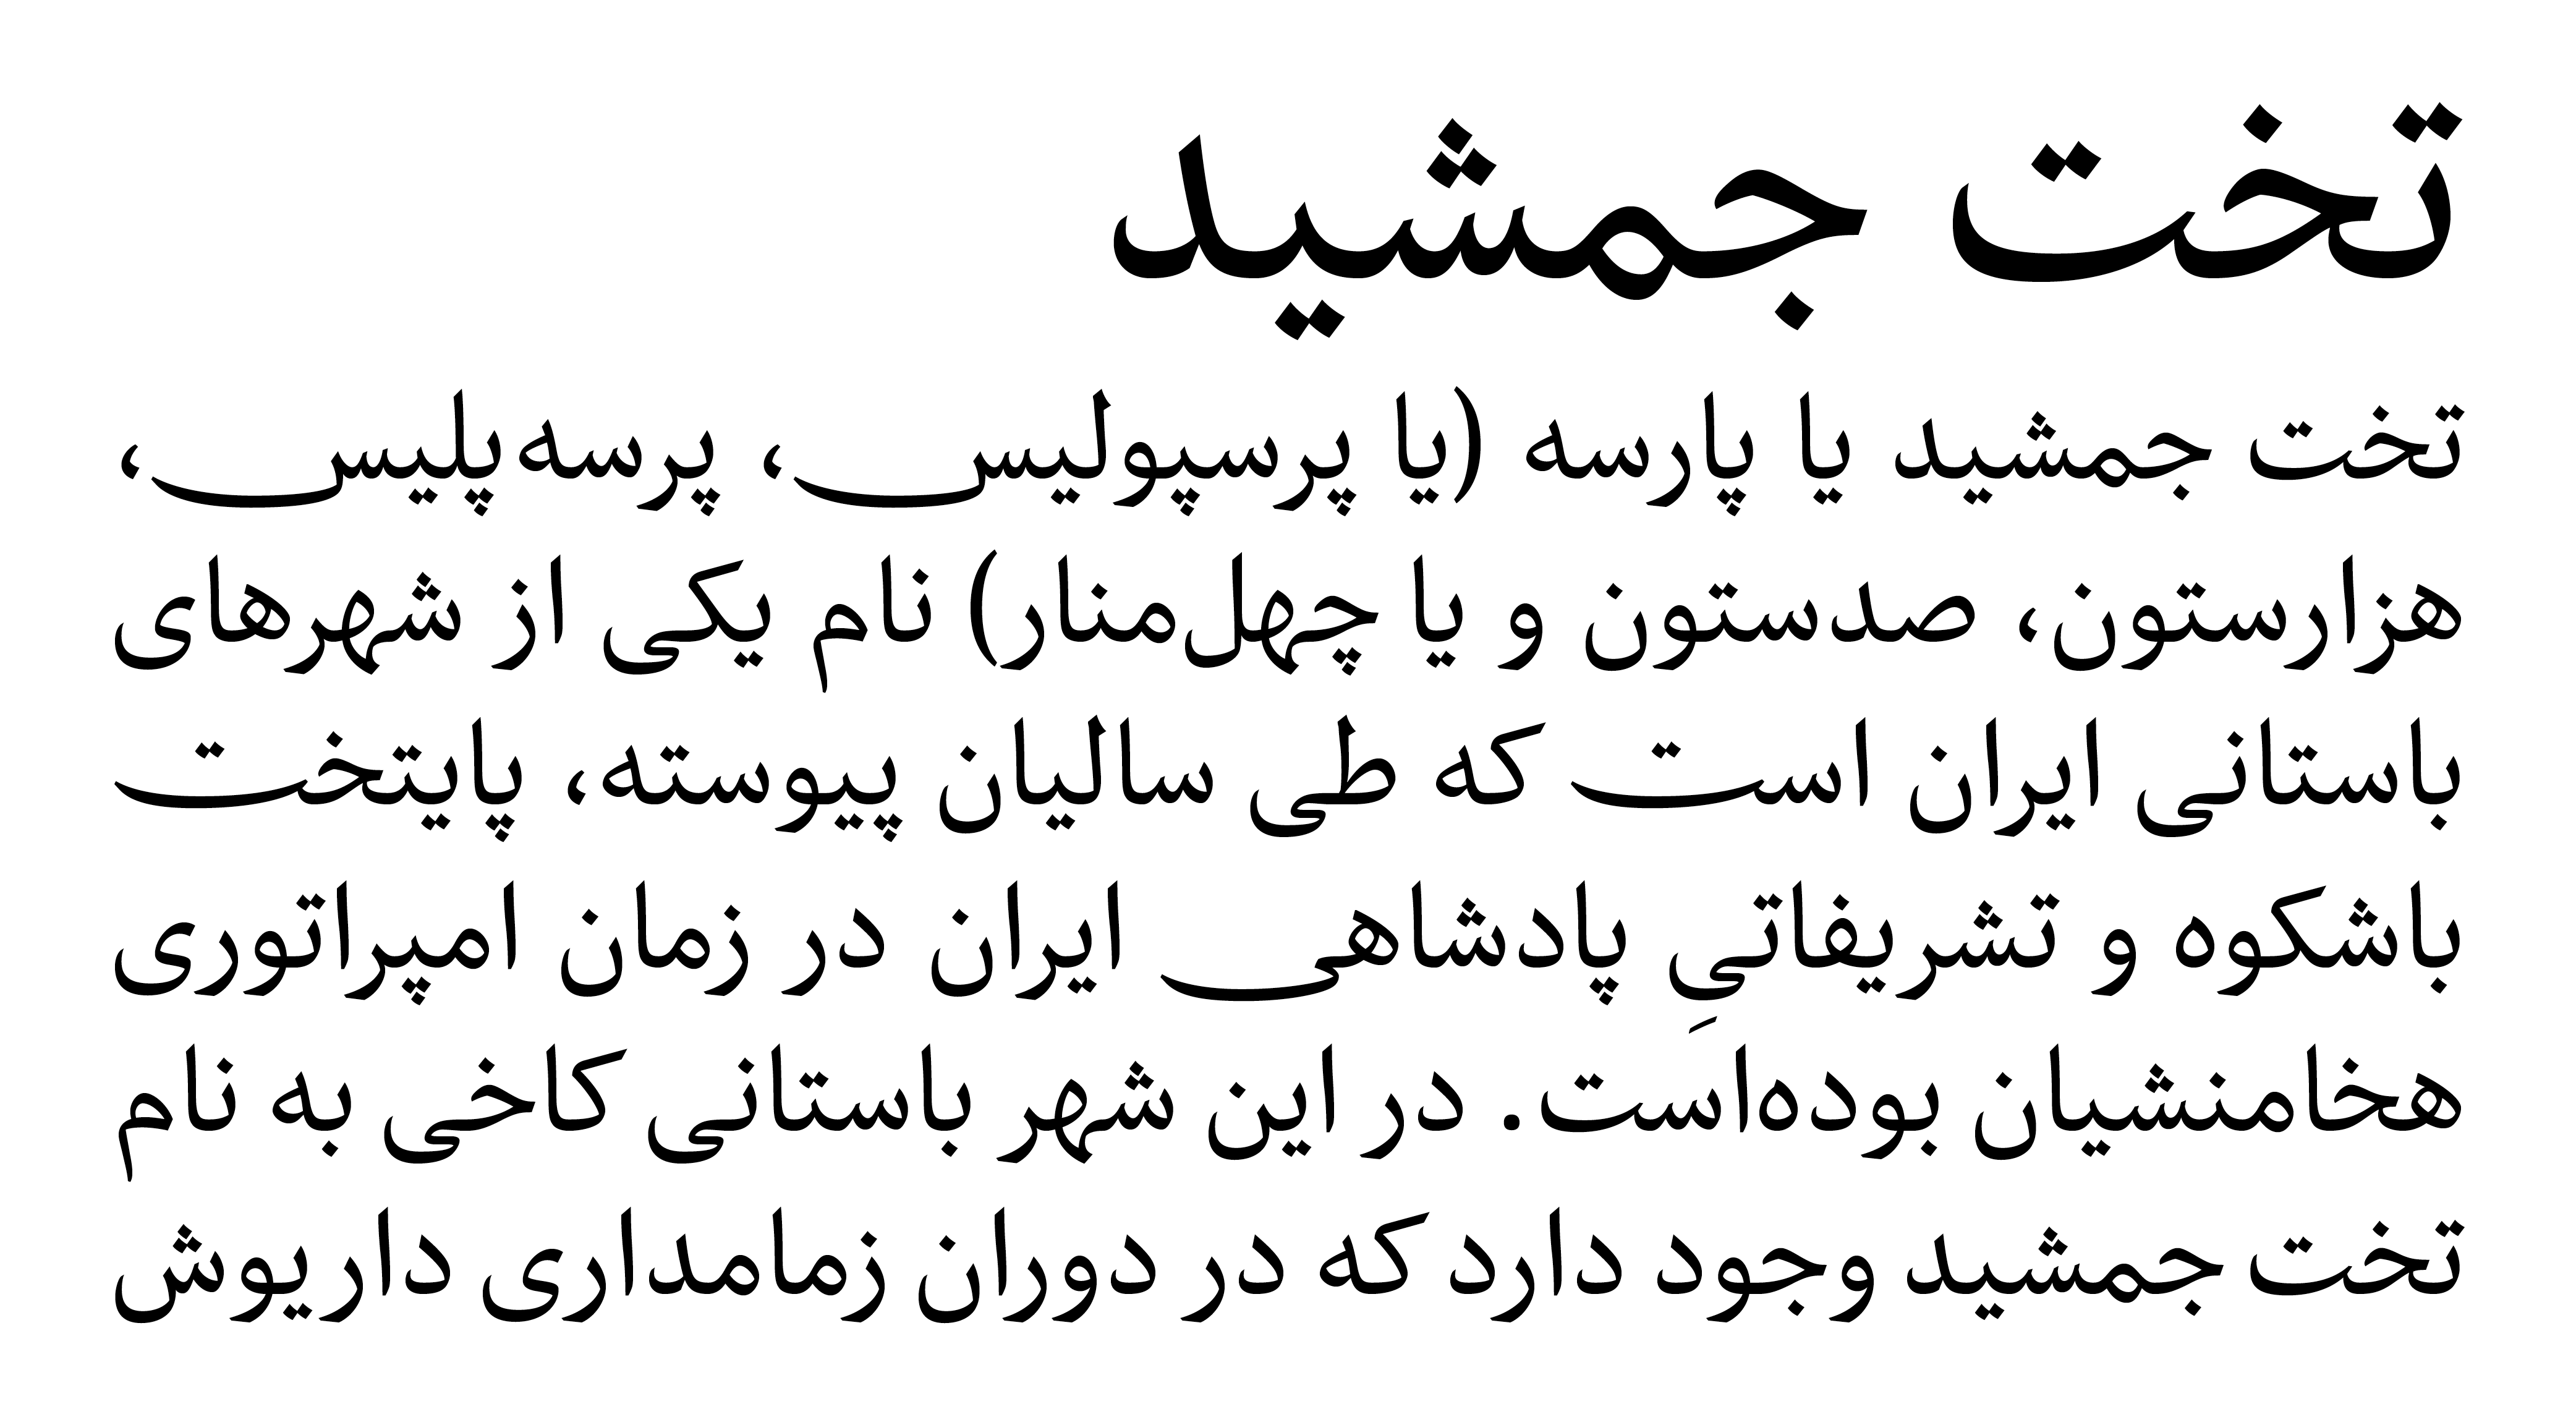 تخت جمشید
تخت جمشید یا پارسه (یا پرسپولیس، پرسه‌پلیس،
هزارستون، صدستون و یا چهل‌منار) نام یکی از شهرهای
باستانی ایران است که طی سالیان پیوسته، پایتخت
باشکوه و تشریفاتیِ پادشاهی ایران در زمان امپراتوری
هخامنشیان بوده‌است. در این شهر باستانی کاخی به نام
تخت جمشید وجود دارد که در دوران زمامداری داریوش